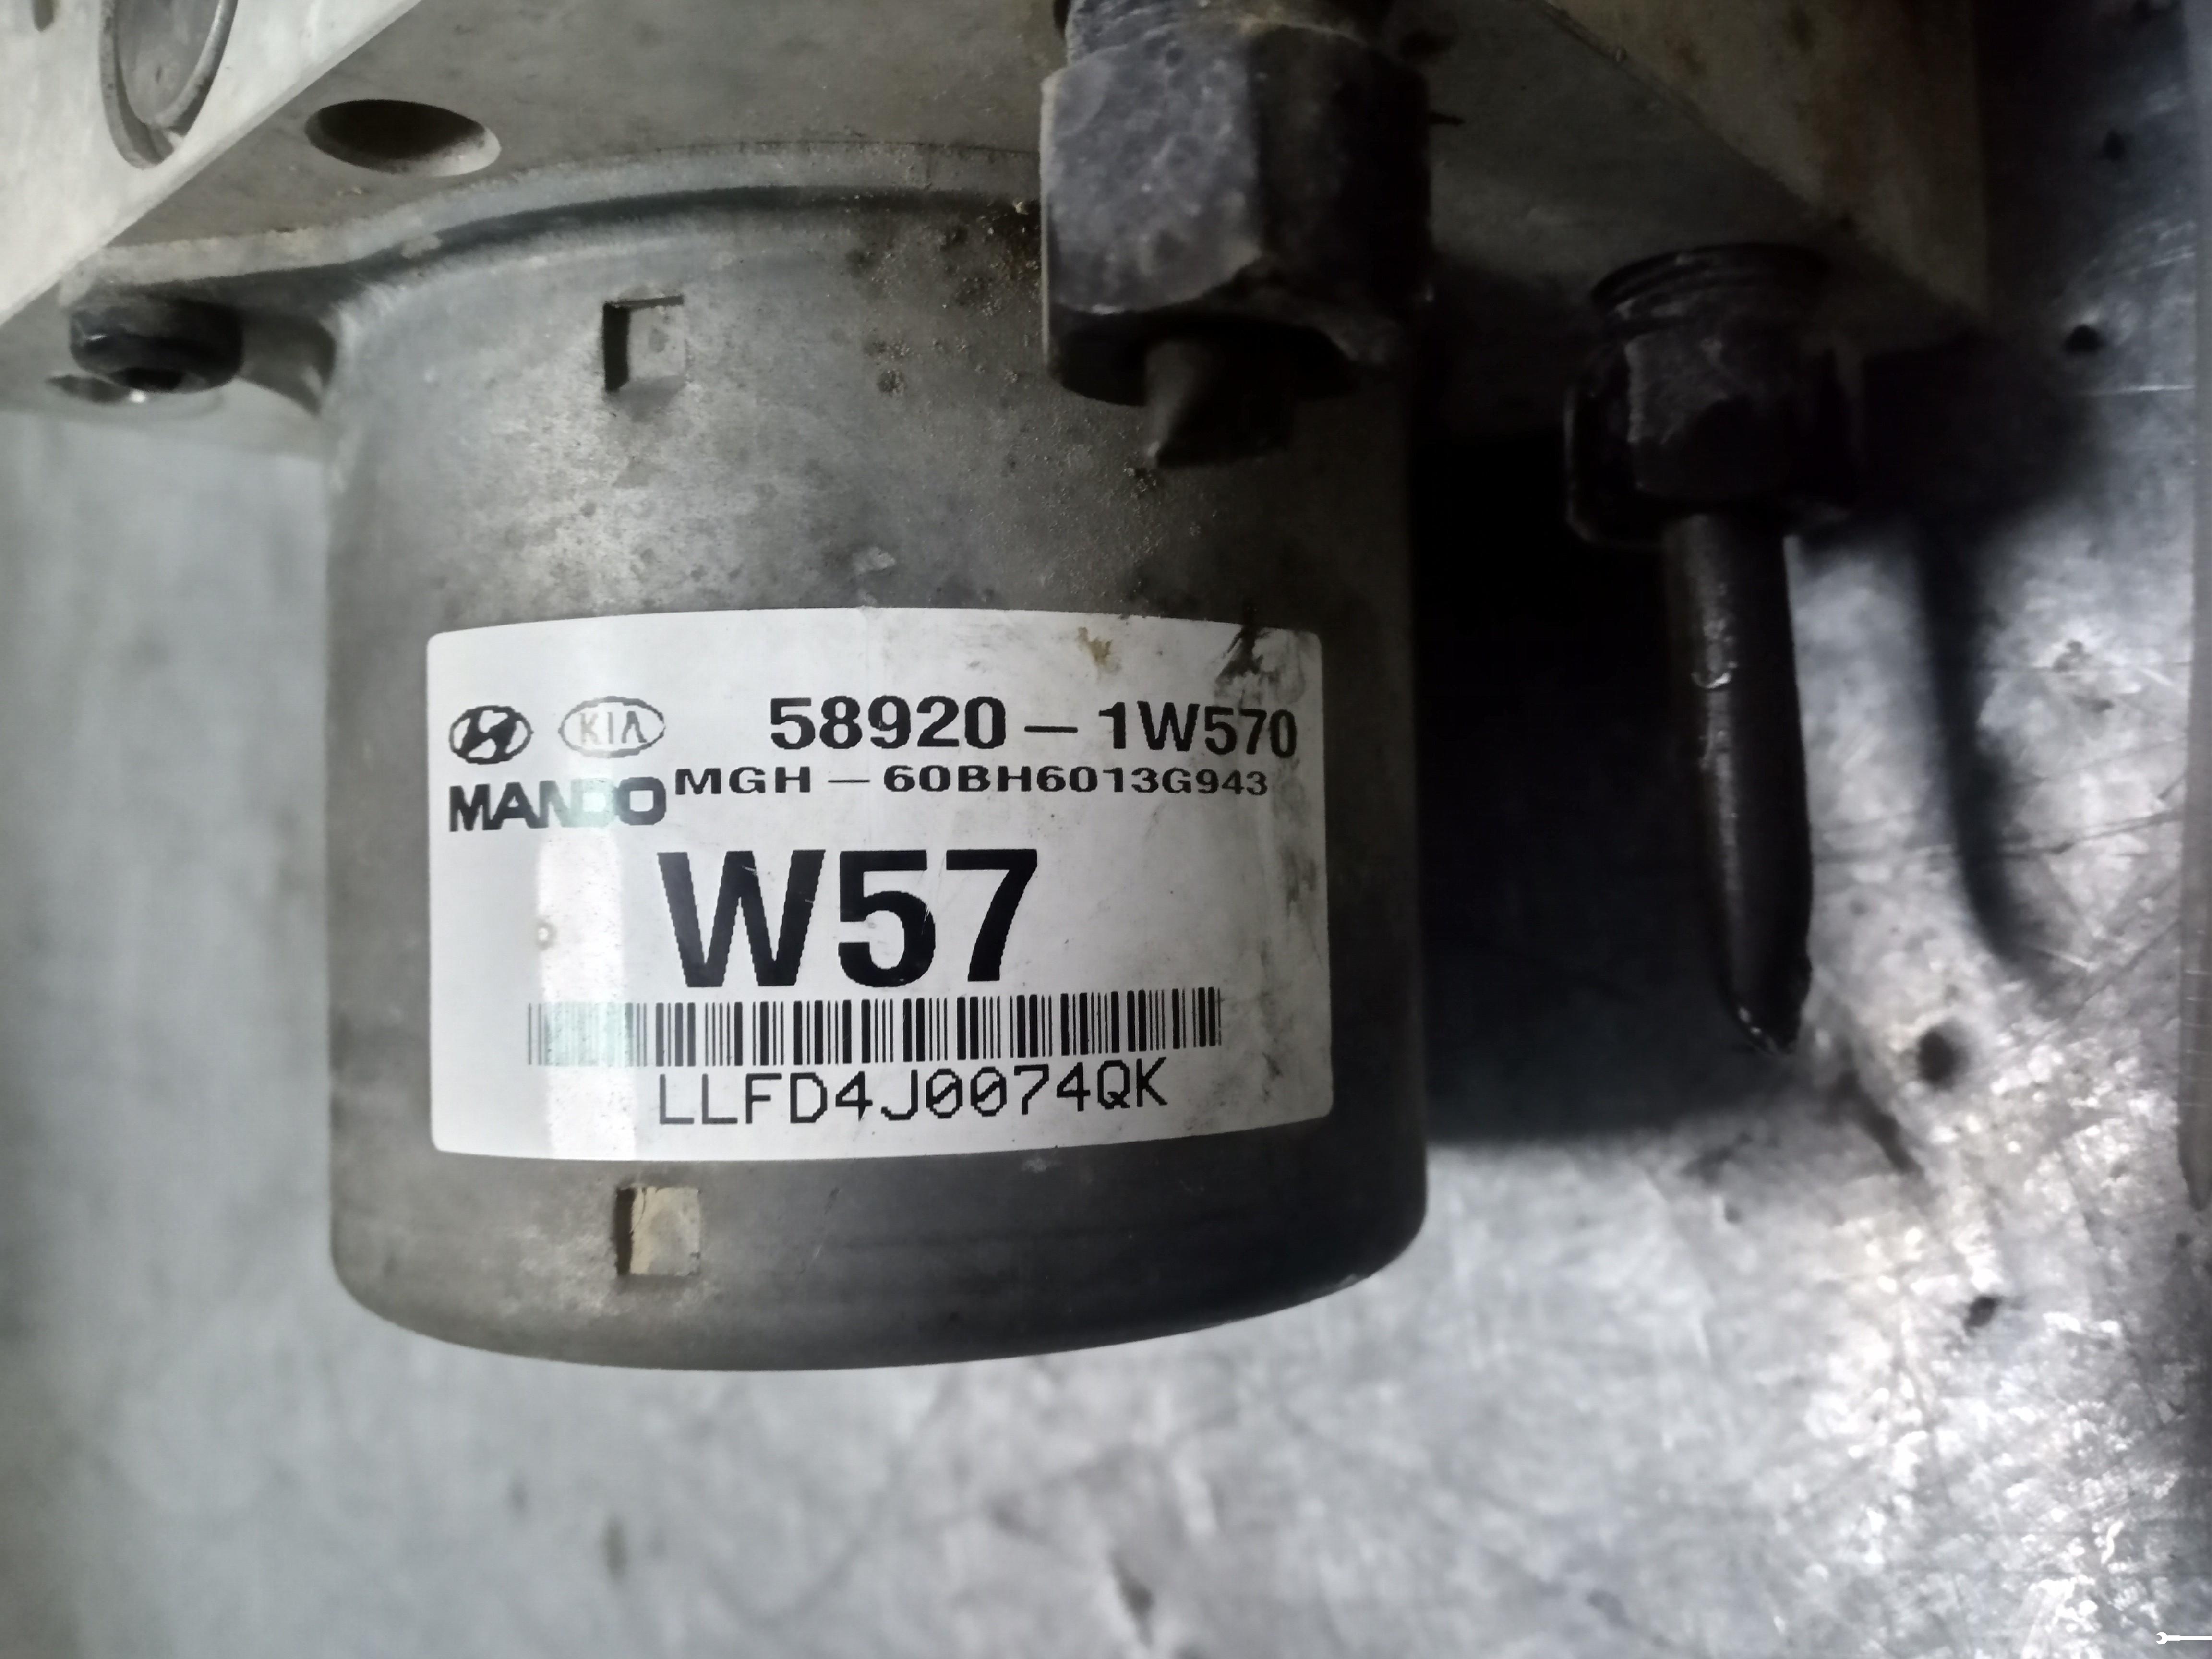 KIA 58920-1W570
MANDO MGH-60BH6013G943
W57
LLFD4J0074QK